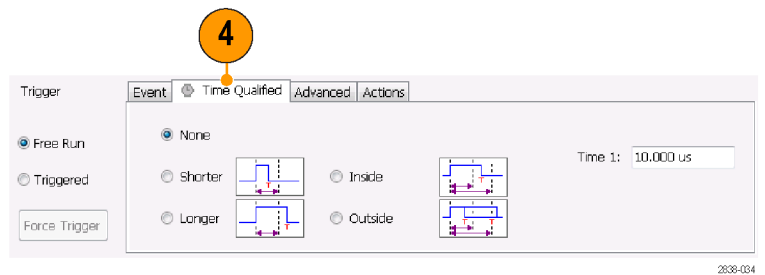 4
Trigger
Event Time Qualified Advanced Actions
Free Run
Triggered
Force Trigger
None
Shorter T Inside T
Longer T Outside T T
Time 1: 10.000 us
2838-034